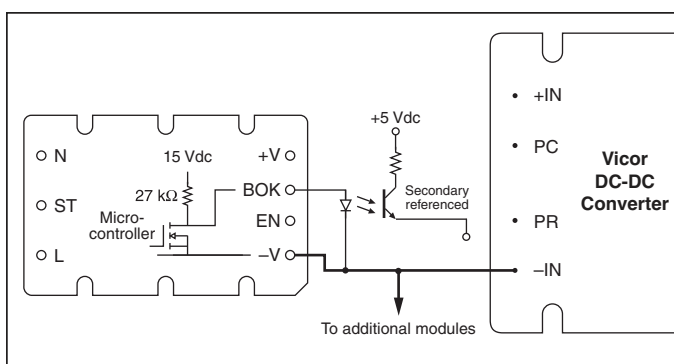 N
ST
L
15 Vdc
27 kΩ
Micro-
controller
+V
BOK
EN
–V
+5 Vdc
Secondary
referenced
To additional modules
+IN
PC
PR
–IN
Vicor
DC-DC
Converter